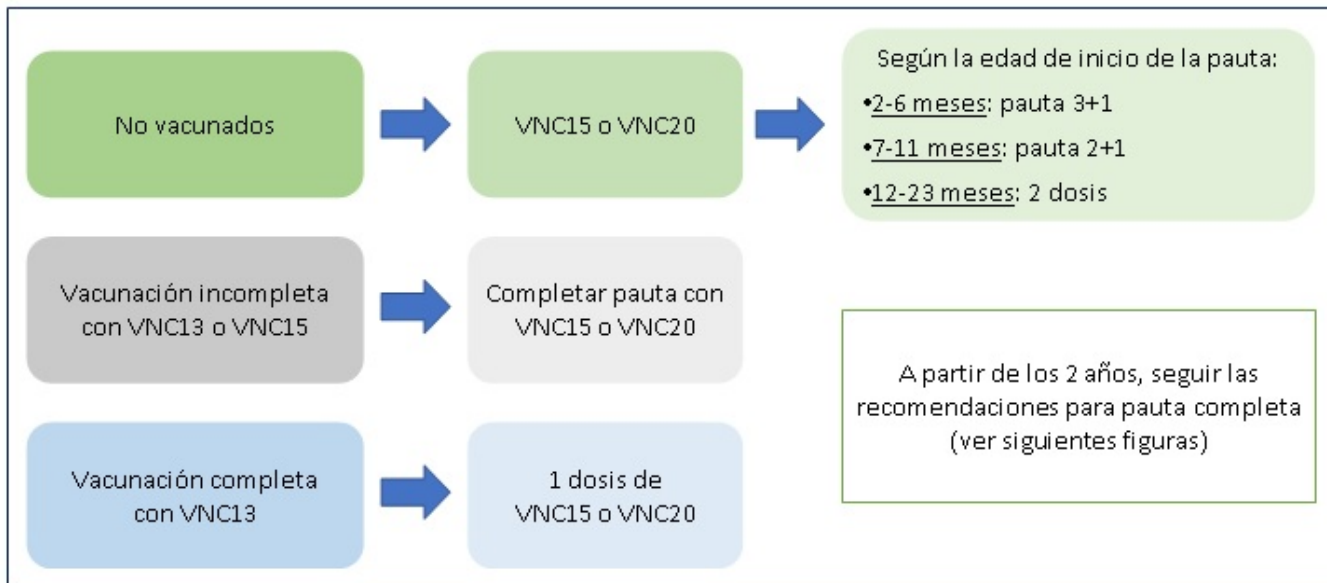 No vacunados
VNC15 o VNC20
Según la edad de inicio de la pauta:
•2-6 meses: pauta 3+1
•7-11 meses: pauta 2+1
•12-23 meses: 2 dosis
Vacunación incompleta
con VNC13 o VNC15
Completar pauta con
VNC15 o VNC20
A partir de los 2 años, seguir las
recomendaciones para pauta completa
(ver siguientes figuras)
Vacunación completa
con VNC13
1 dosis de
VNC15 o VNC20